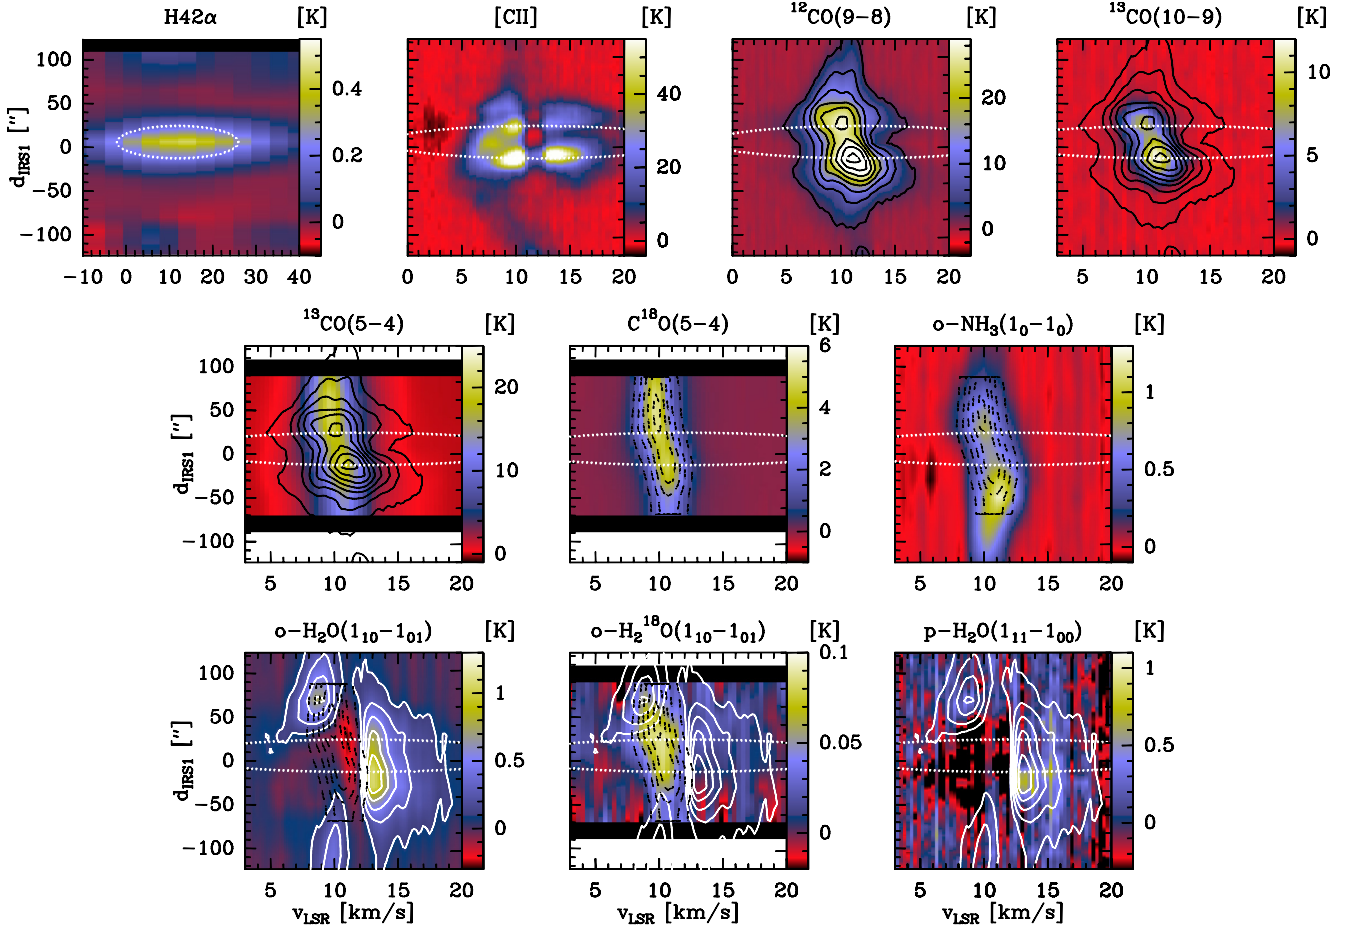 H42α [K] [CII] [K] ¹²CO(9−8) [K] ¹³CO(10−9) [K]
100 50 0 −50 −100
d_IRS1 ["]
0.4 0.2 0
40 20 0
20 10 0
10 5 0
−10 0 10 20 30 40
0 5 10 15 20
0 5 10 15 20
5 10 15 20
¹³CO(5−4) [K] C¹⁸O(5−4) [K] o−NH₃(1₀−1₀) [K]
100 50 0 −50 −100
d_IRS1 ["]
20 10 0
6 4 2 0
1 0.5 0
5 10 15 20
5 10 15 20
5 10 15 20
o−H₂O(1₁₀−1₀₁) [K] o−H₂¹⁸O(1₁₀−1₀₁) [K] p−H₂O(1₁₁−1₀₀) [K]
100 50 0 −50 −100
d_IRS1 ["]
1 0.5 0
0.1 0.05 0
1 0.5 0
5 10 15 20
5 10 15 20
5 10 15 20
v_LSR [km/s] v_LSR [km/s] v_LSR [km/s]